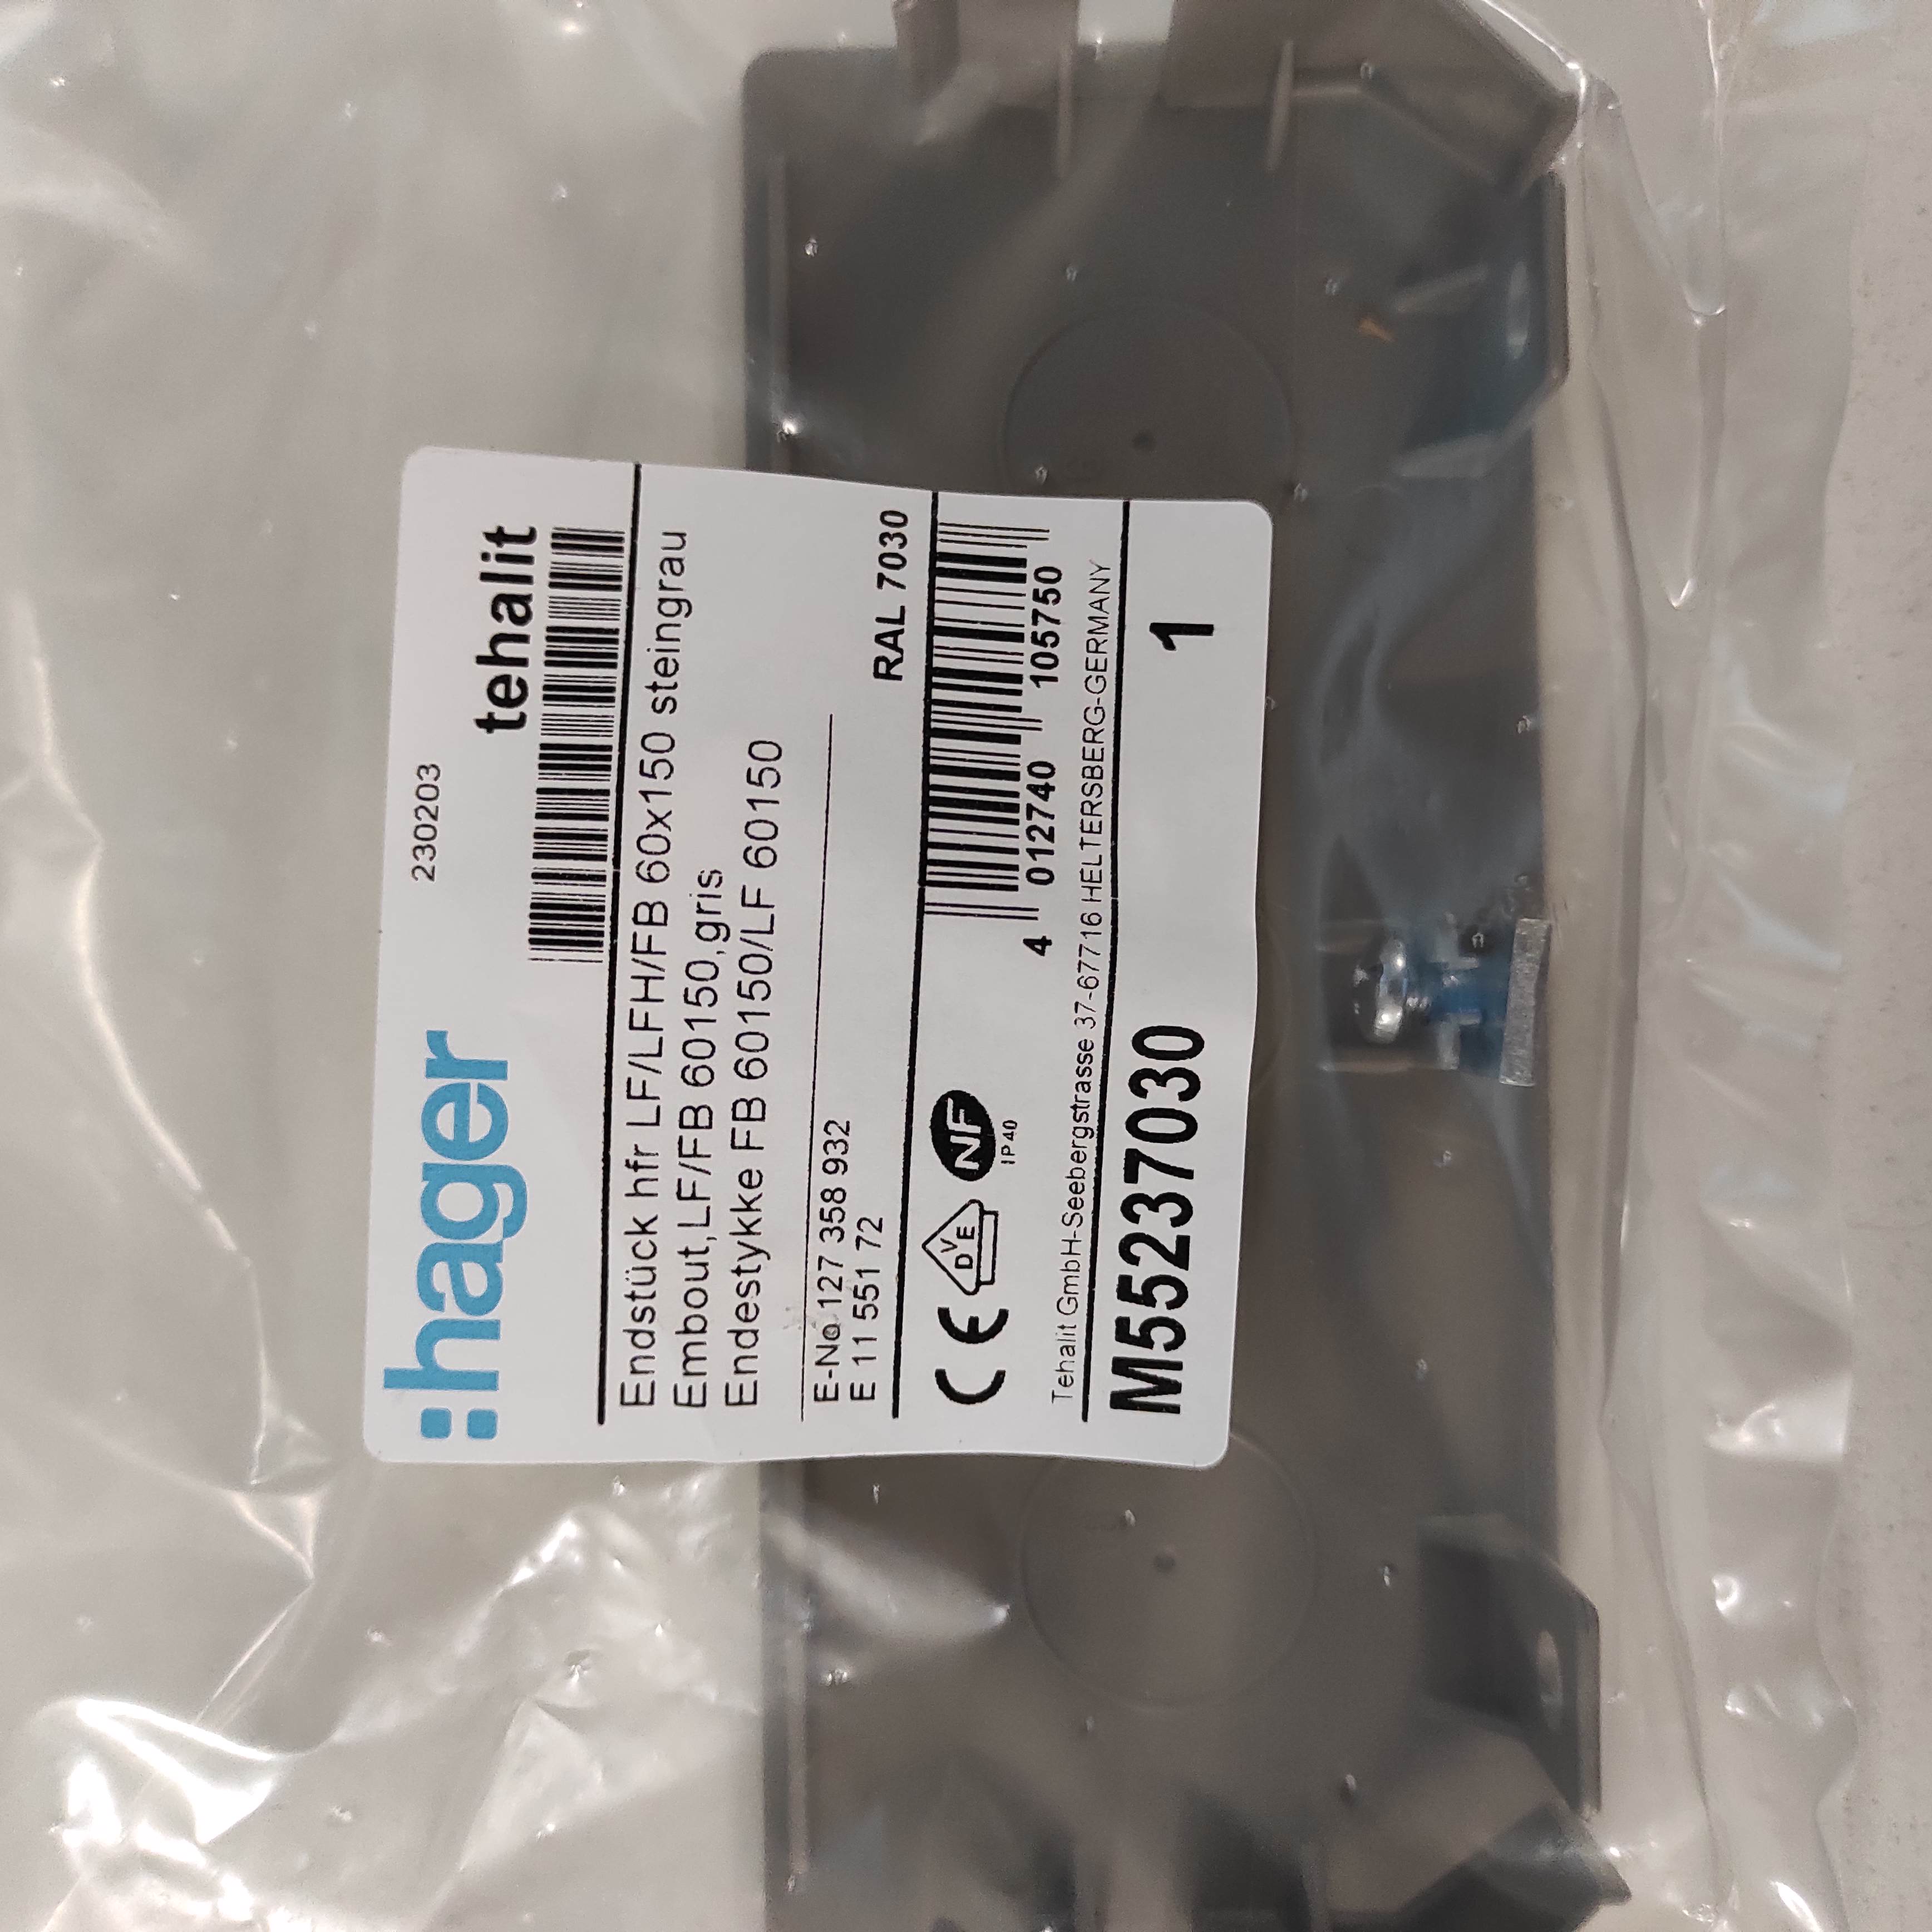 230203
:hager
tehalit
Endstück hfr LF/LFH/FB 60x150 steingrau
Embout,LF/FB 60150,gris
Endestykke FB 60150/LF 60150
E-No 127 358 932
E 11 551 72
RAL 7030
CE
DVE
NF
IP40
4 012740 105750
Tehalit GmbH-Seebergstrasse 37-67716 HELTERSBERG-GERMANY
M55237030
1